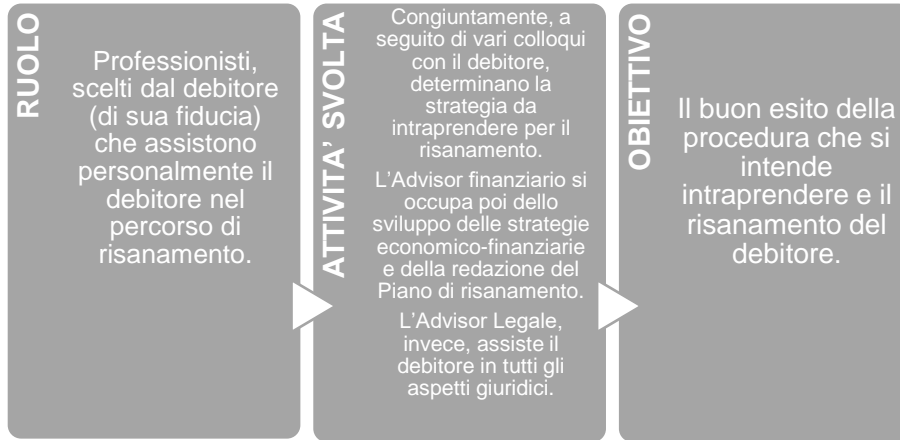 RUOLO
Professionisti,
scelti dal debitore
(di sua fiducia)
che assistono
personalmente il
debitore nel
percorso di
risanamento.
ATTIVITA’ SVOLTA
Congiuntamente, a
seguito di vari colloqui
con il debitore,
determinano la
strategia da
intraprendere per il
risanamento.
L’Advisor finanziario si
occupa poi dello
sviluppo delle strategie
economico-finanziarie
e della redazione del
Piano di risanamento.
L’Advisor Legale,
invece, assiste il
debitore in tutti gli
aspetti giuridici.
OBIETTIVO
Il buon esito della
procedura che si
intende
intraprendere e il
risanamento del
debitore.